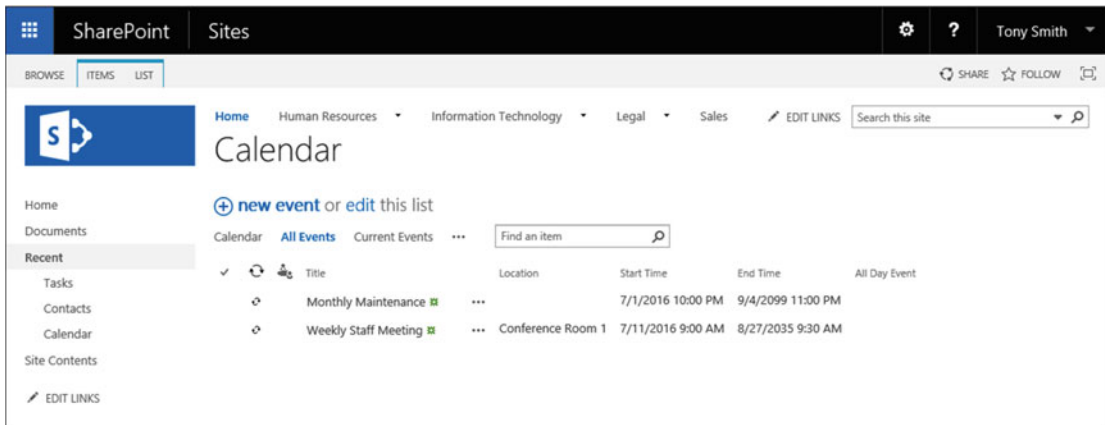 SharePoint Sites ? Tony Smith
BROWSE ITEMS LIST SHARE FOLLOW
Home Human Resources Information Technology Legal Sales EDIT LINKS Search this site
S
Calendar
new event or edit this list
Home
Documents
Calendar All Events Current Events ... Find an item
Recent
Title Location Start Time End Time All Day Event
Tasks
Monthly Maintenance ... 7/1/2016 10:00 PM 9/4/2099 11:00 PM
Contacts
Weekly Staff Meeting ... Conference Room 1 7/11/2016 9:00 AM 8/27/2035 9:30 AM
Calendar
Site Contents
EDIT LINKS